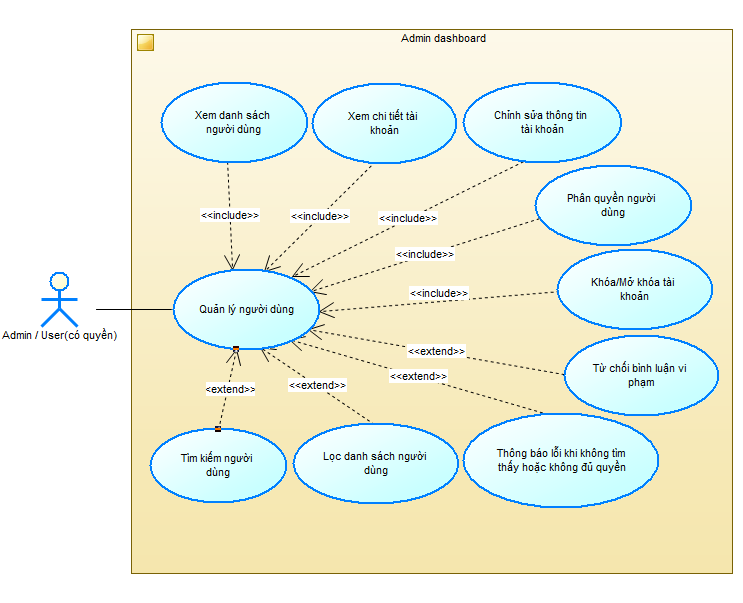 Admin dashboard
Xem danh sách
người dùng
Xem chi tiết tài
khoản
Chỉnh sửa thông tin
tài khoản
Phân quyền người
dùng
<<include>>
<<include>>
<<include>>
<<include>>
Khóa/Mở khóa tài
khoản
<<include>>
Quản lý người dùng
Admin / User(có quyền)
<<extend>>
Từ chối bình luận vi
phạm
<<extend>>
<<extend>>
<extend>>
Tìm kiếm người
dùng
Lọc danh sách người
dùng
Thông báo lỗi khi không tìm
thấy hoặc không đủ quyền